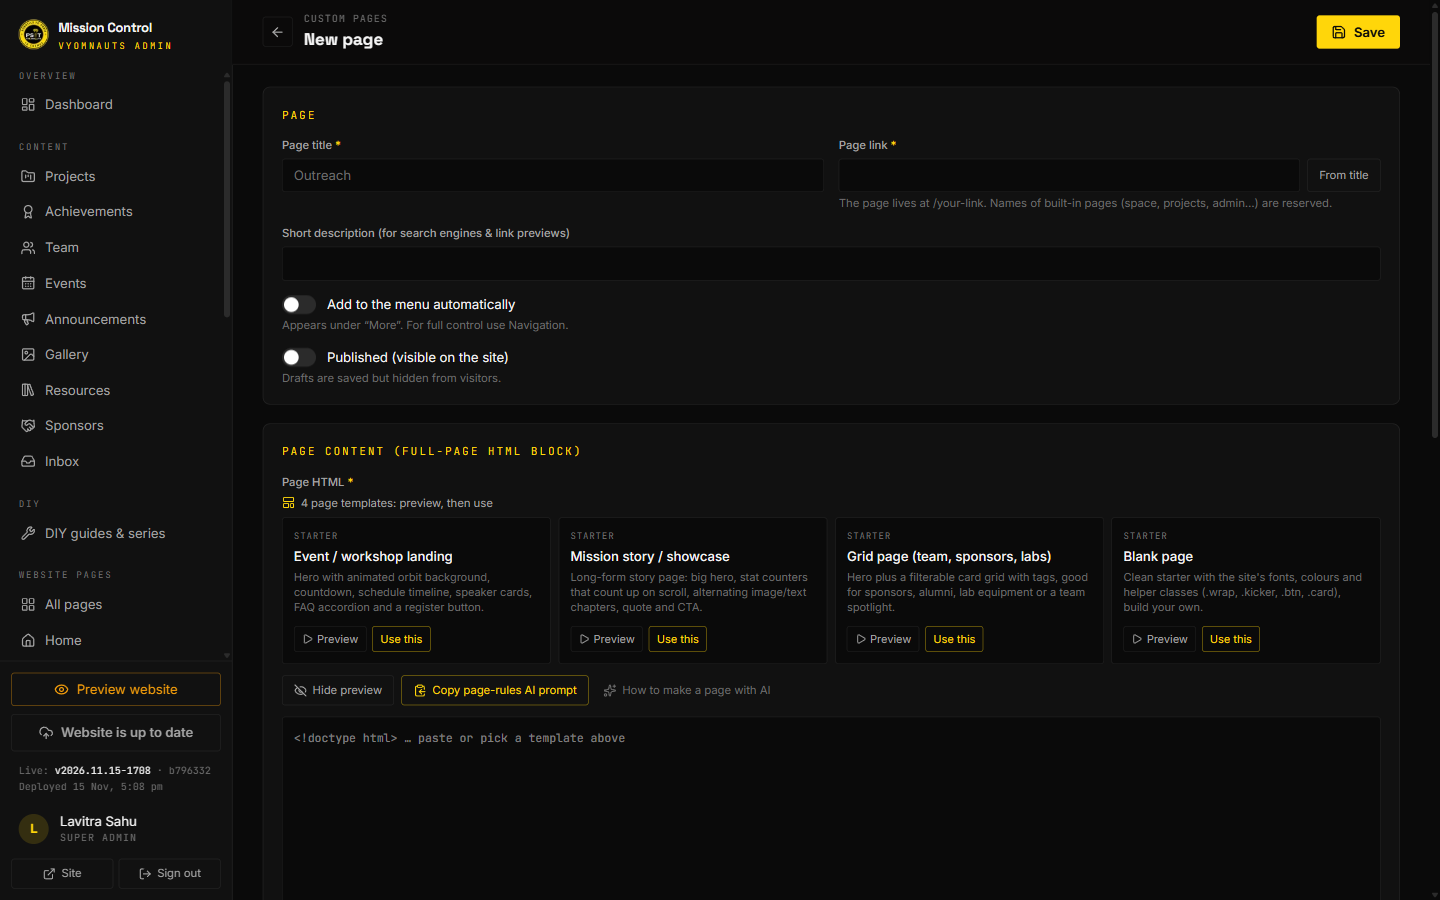 Mission Control
VYOMNAUTS ADMIN
OVERVIEW
Dashboard
CONTENT
Projects
Achievements
Team
Events
Announcements
Gallery
Resources
Sponsors
Inbox
DIY
DIY guides & series
WEBSITE PAGES
All pages
Home
Preview website
Website is up to date
Live: v2026.11.15-1708 · b796332
Deployed 15 Nov, 5:08 pm
L
Lavitra Sahu
SUPER ADMIN
Site
Sign out
CUSTOM PAGES
New page
Save
PAGE
Page title *
Outreach
Page link *
From title
The page lives at /your-link. Names of built-in pages (space, projects, admin…) are reserved.
Short description (for search engines & link previews)
Add to the menu automatically
Appears under “More”. For full control use Navigation.
Published (visible on the site)
Drafts are saved but hidden from visitors.
PAGE CONTENT (FULL-PAGE HTML BLOCK)
Page HTML *
4 page templates: preview, then use
STARTER
Event / workshop landing
Hero with animated orbit background,
countdown, schedule timeline, speaker cards,
FAQ accordion and a register button.
Preview
Use this
STARTER
Mission story / showcase
Long-form story page: big hero, stat counters
that count up on scroll, alternating image/text
chapters, quote and CTA.
Preview
Use this
STARTER
Grid page (team, sponsors, labs)
Hero plus a filterable card grid with tags, good
for sponsors, alumni, lab equipment or a team
spotlight.
Preview
Use this
STARTER
Blank page
Clean starter with the site's fonts, colours and
helper classes (.wrap, .kicker, .btn, .card),
build your own.
Preview
Use this
Hide preview
Copy page-rules AI prompt
How to make a page with AI
<!doctype html> … paste or pick a template above